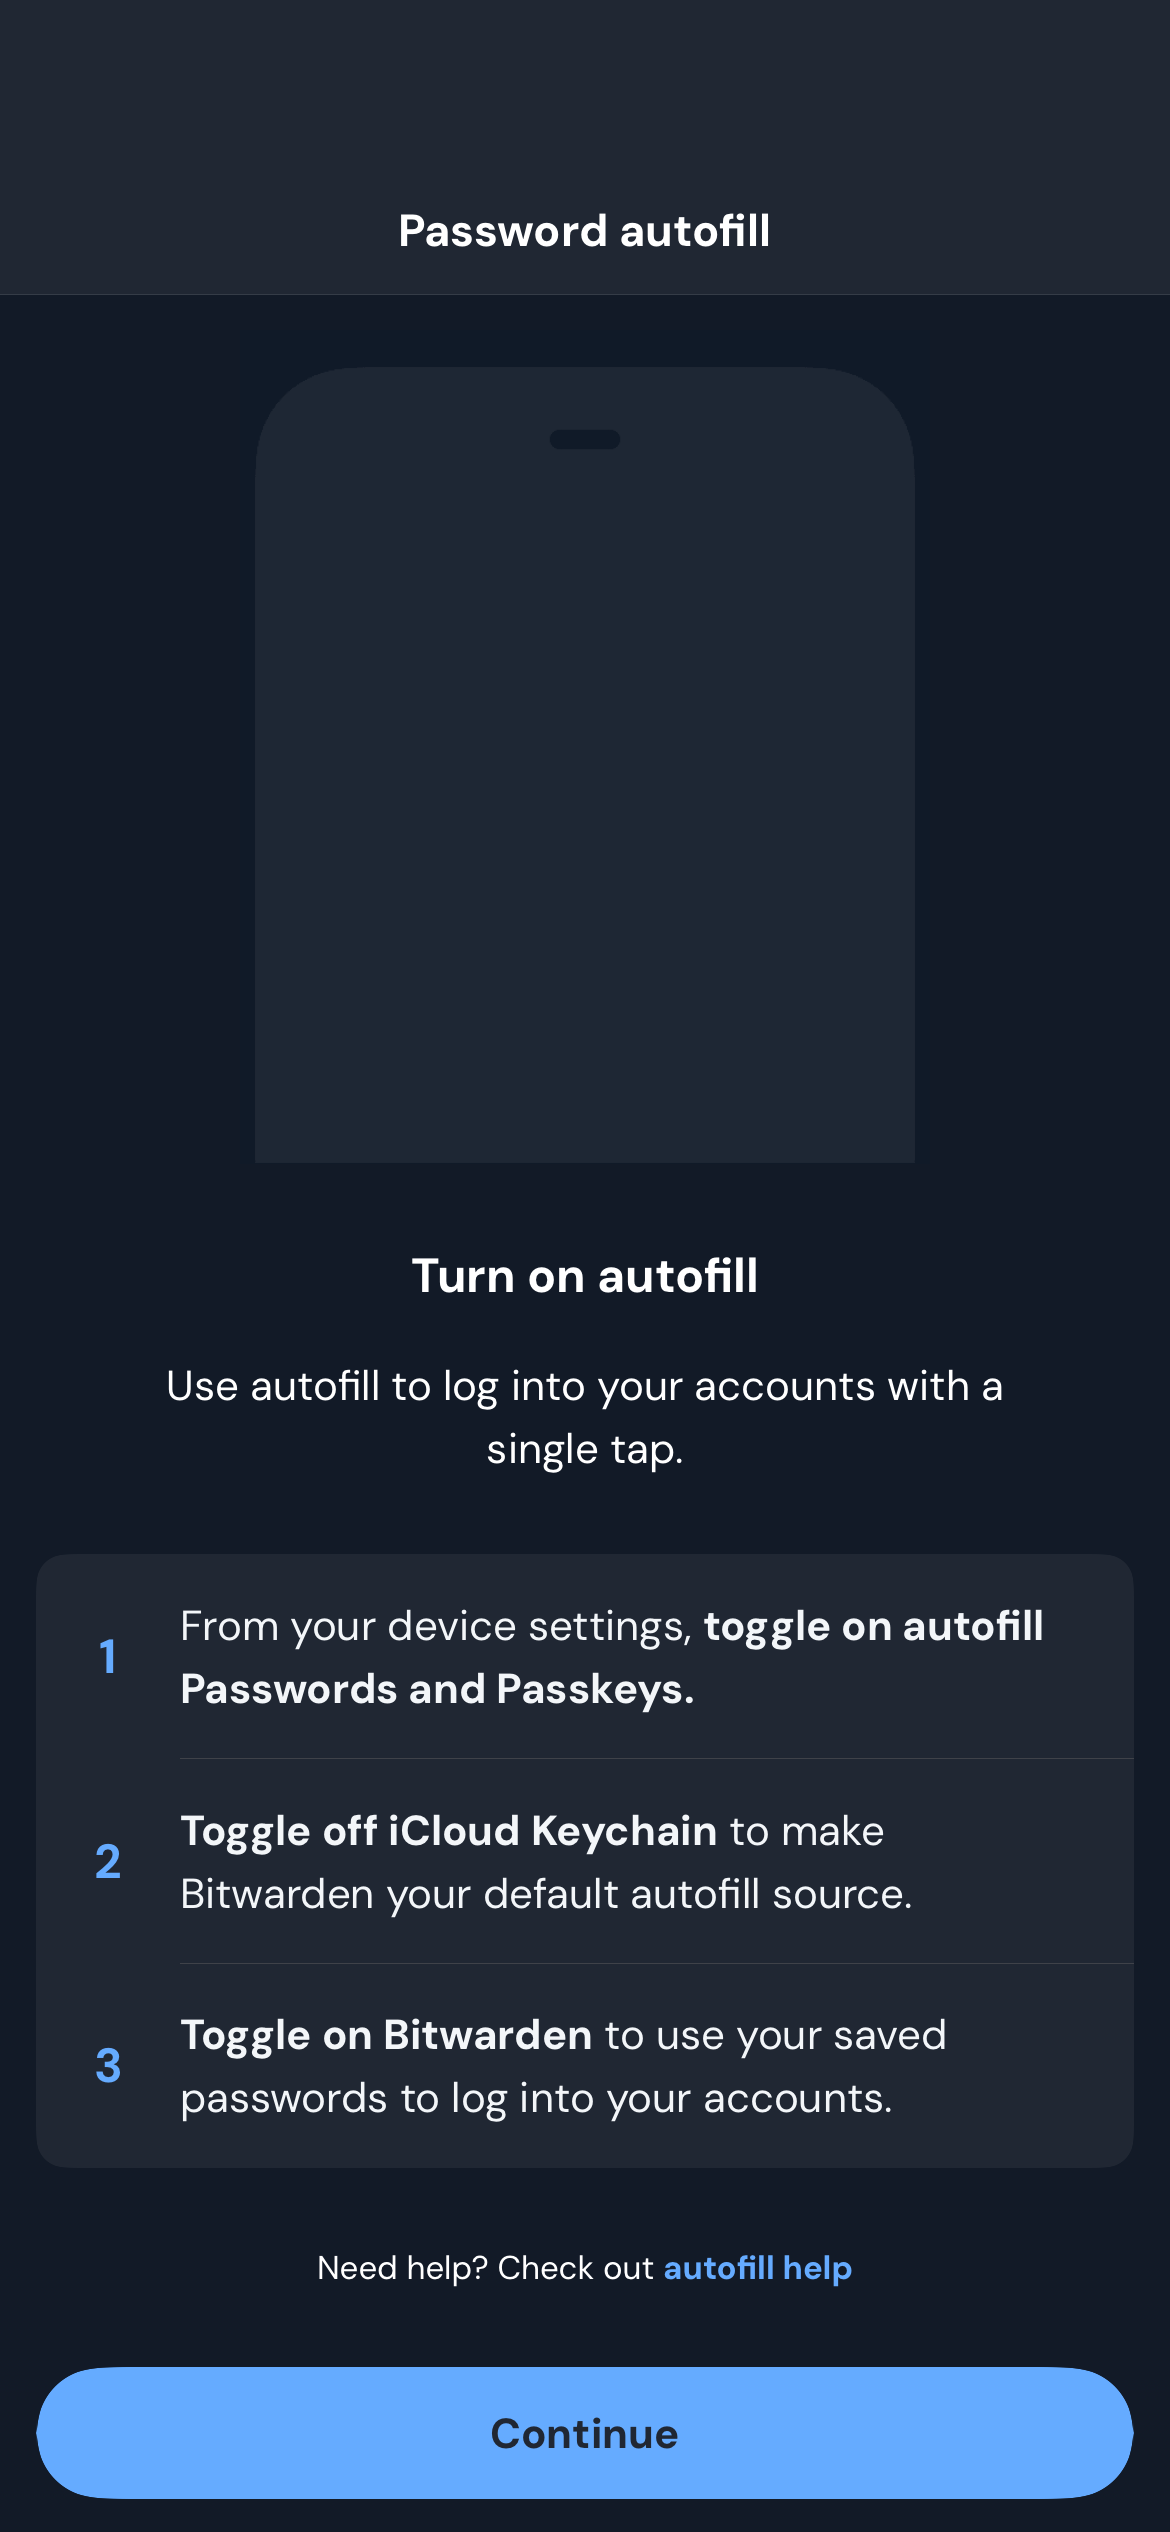 Password autofill
Turn on autofill
Use autofill to log into your accounts with a
single tap.
1
From your device settings, toggle on autofill
Passwords and Passkeys.
2
Toggle off iCloud Keychain to make
Bitwarden your default autofill source.
3
Toggle on Bitwarden to use your saved
passwords to log into your accounts.
Need help? Check out autofill help
Continue